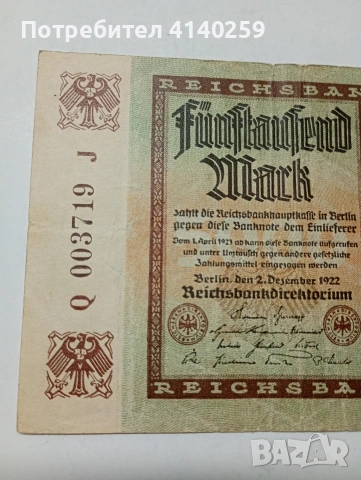 Потребител 4140259
REICHSBAN
Fünftausend
Mark
zahlt die Reichsbankhauptkasse in Berlin
gegen diese Banknote dem Einlieferer
Vom 1. April 1923 ab kann diese Banknote aufgerufen
und unter Umtausch gegen andere gesetzliche
Zahlungsmittel eingezogen werden
Berlin, den 2. Dezember 1922
Reichsbankdirektorium
REICHSBA
Q 003719 J
BAZAR